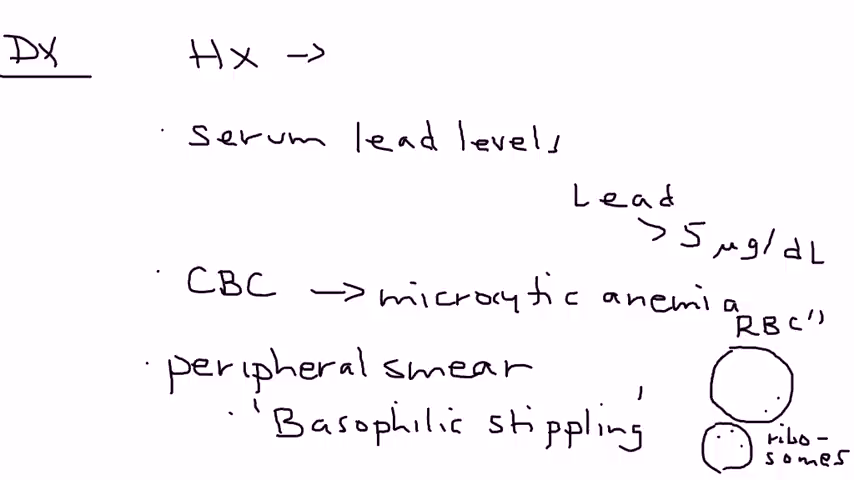 DX Hx →
· serum lead levels
Lead
> 5 μg/dL
· CBC → microcytic anemia
RBC"
· peripheral smear
· 'Basophilic stippling'
ribo-
somes